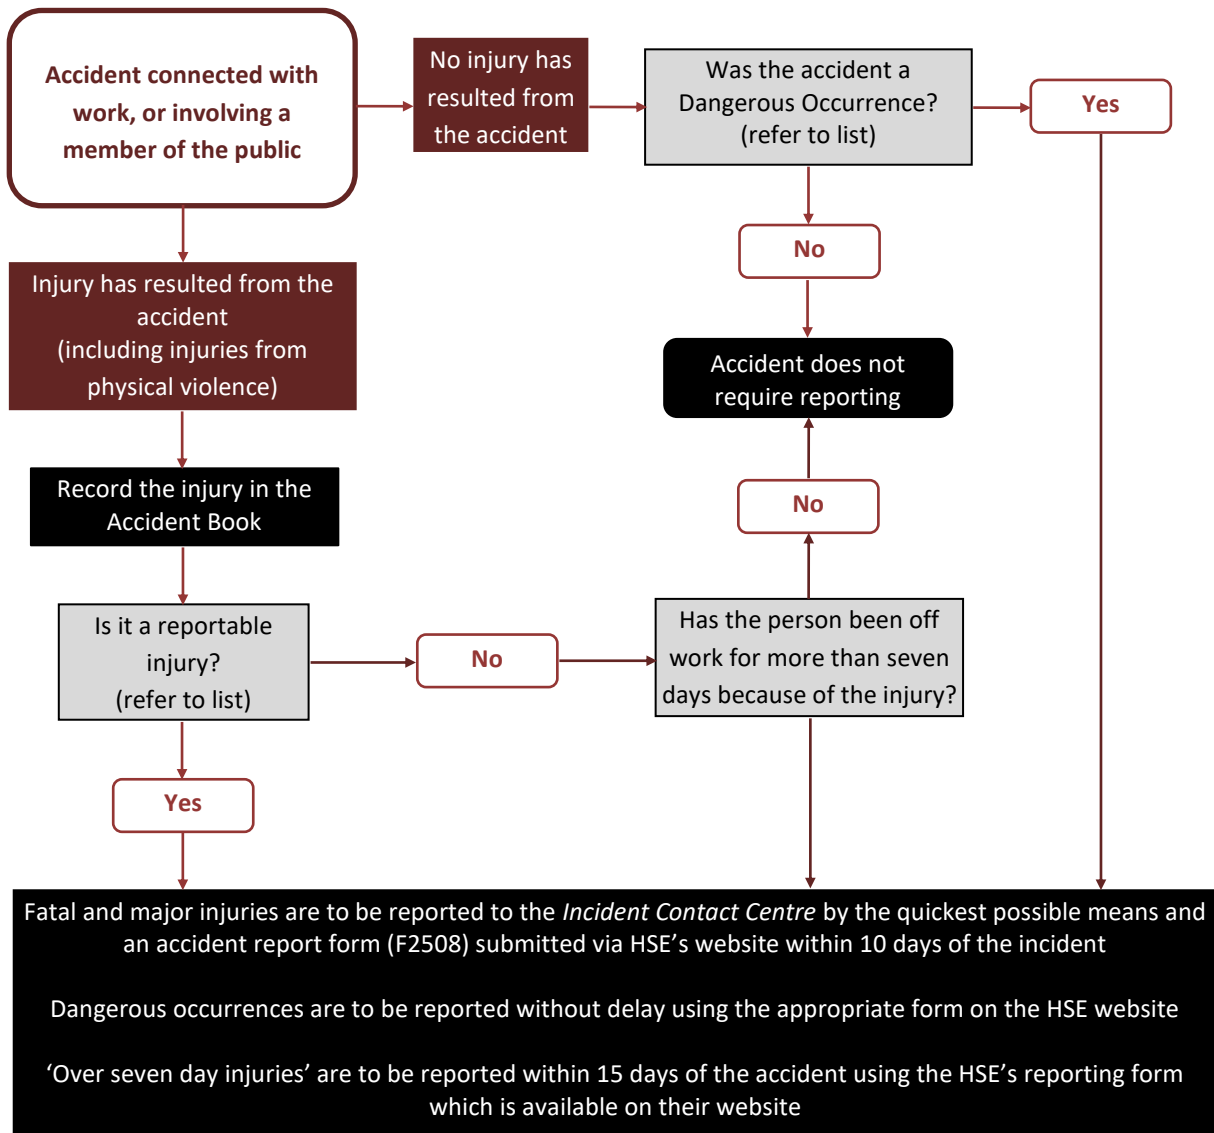 Accident connected with
work, or involving a
member of the public
No injury has
resulted from
the accident
Was the accident a
Dangerous Occurrence?
(refer to list)
Yes
No
Injury has resulted from the
accident
(including injuries from
physical violence)
Accident does not
require reporting
Record the injury in the
Accident Book
No
Is it a reportable
injury?
(refer to list)
No
Has the person been off
work for more than seven
days because of the injury?
Yes
Fatal and major injuries are to be reported to the Incident Contact Centre by the quickest possible means and
an accident report form (F2508) submitted via HSE’s website within 10 days of the incident
Dangerous occurrences are to be reported without delay using the appropriate form on the HSE website
‘Over seven day injuries’ are to be reported within 15 days of the accident using the HSE’s reporting form
which is available on their website